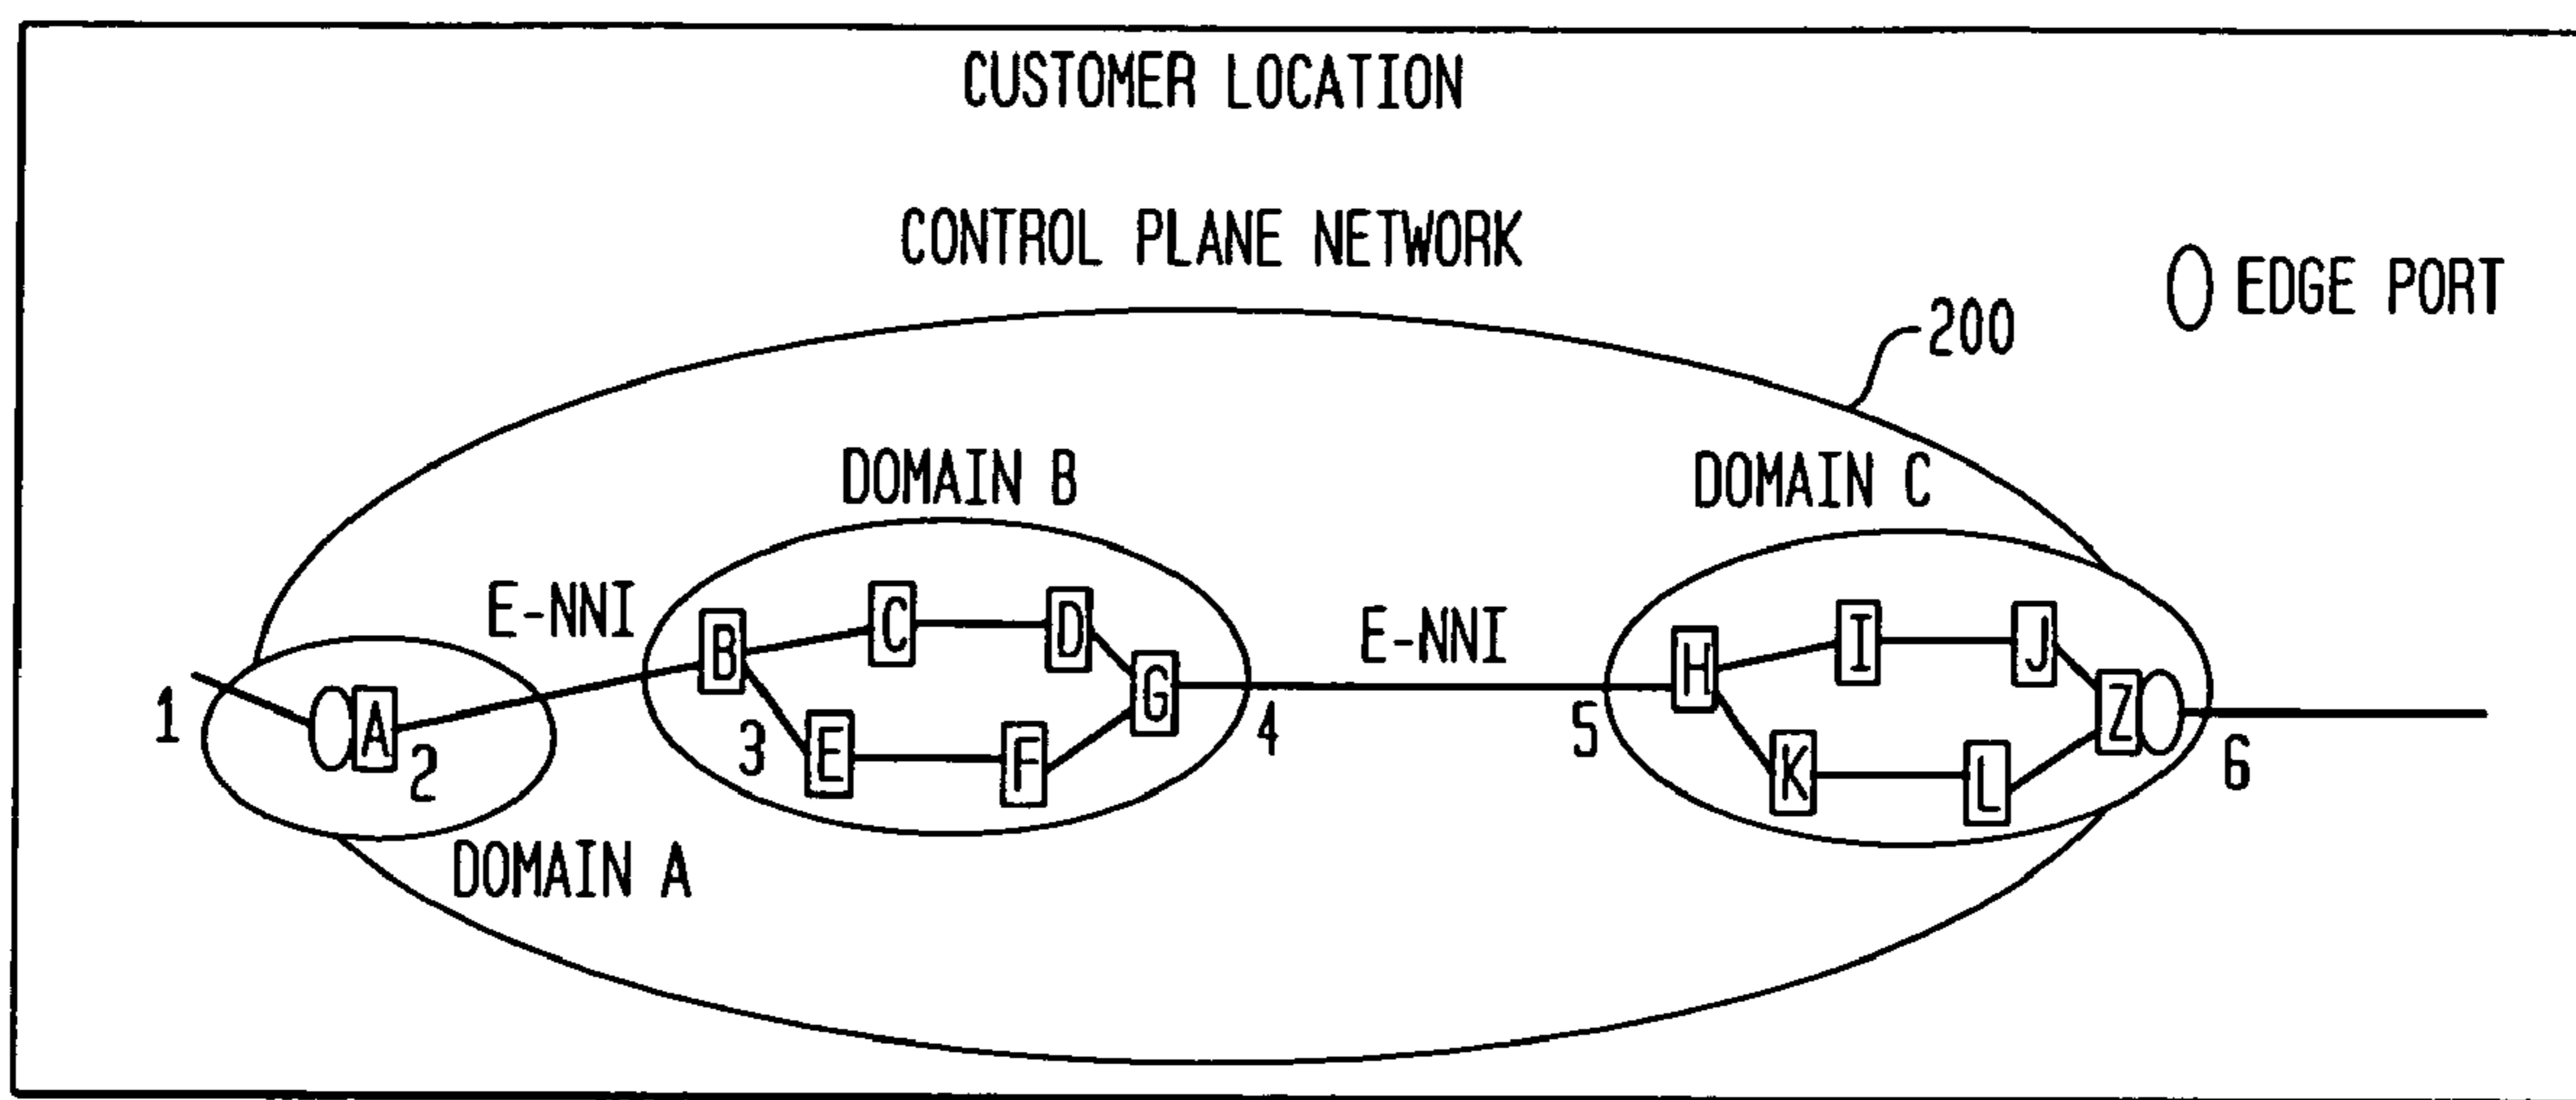 CUSTOMER LOCATION
CONTROL PLANE NETWORK
EDGE PORT
200
DOMAIN B
DOMAIN C
E-NNI
E-NNI
B
C
D
E
F
G
H
I
J
K
L
Z
A
1
2
3
4
5
6
DOMAIN A